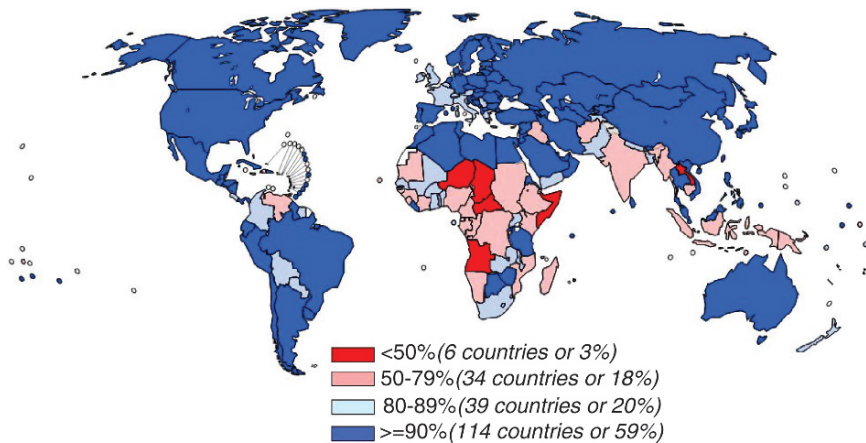 <50%(6 countries or 3%)
50-79%(34 countries or 18%)
80-89%(39 countries or 20%)
>=90%(114 countries or 59%)